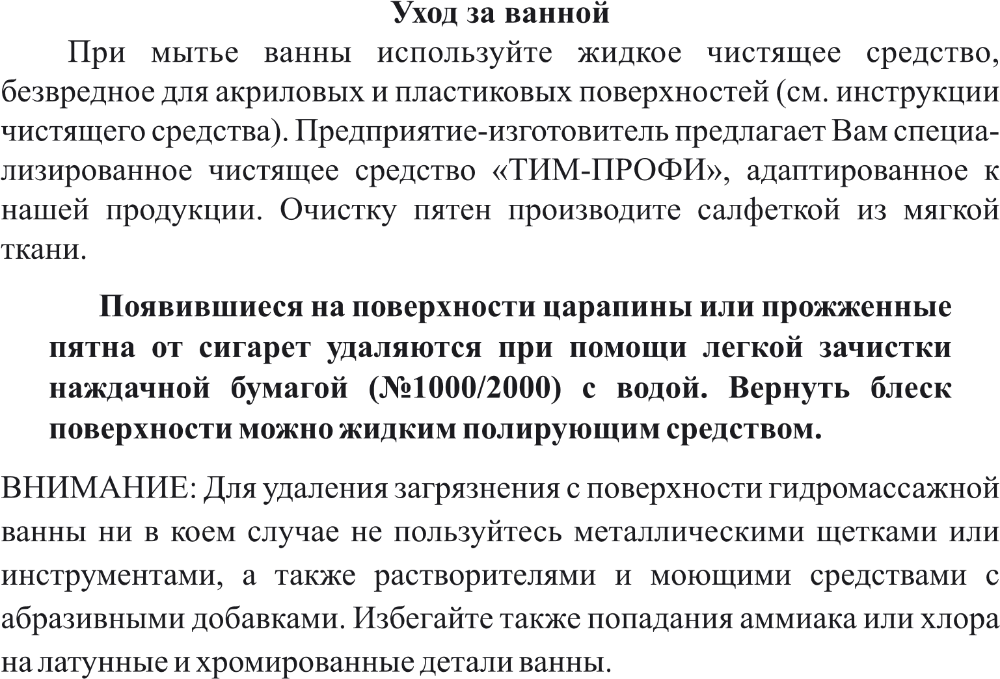 Уход за ванной
При мытье ванны используйте жидкое чистящее средство,
безвредное для акриловых и пластиковых поверхностей (см. инструкции
чистящего средства). Предприятие-изготовитель предлагает Вам специа-
лизированное чистящее средство «ТИМ-ПРОФИ», адаптированное к
нашей продукции. Очистку пятен производите салфеткой из мягкой
ткани.
Появившиеся на поверхности царапины или прожженные
пятна от сигарет удаляются при помощи легкой зачистки
наждачной бумагой (№1000/2000) с водой. Вернуть блеск
поверхности можно жидким полирующим средством.
ВНИМАНИЕ: Для удаления загрязнения с поверхности гидромассажной
ванны ни в коем случае не пользуйтесь металлическими щетками или
инструментами, а также растворителями и моющими средствами с
абразивными добавками. Избегайте также попадания аммиака или хлора
на латунные и хромированные детали ванны.